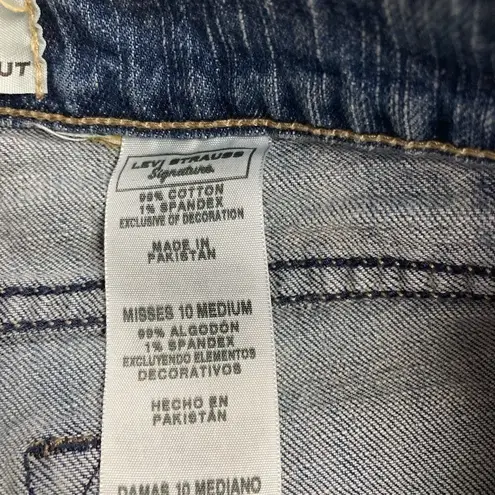 UT
LEVI STRAUSS
Signature
99% COTTON
1% SPANDEX
EXCLUSIVE OF DECORATION
MADE IN
PAKISTAN
MISSES 10 MEDIUM
99% ALGODÓN
1% SPANDEX
EXCLUYENDO ELEMENTOS
DECORATIVOS
HECHO EN
PAKISTÁN
DAMAS 10 MEDIANO